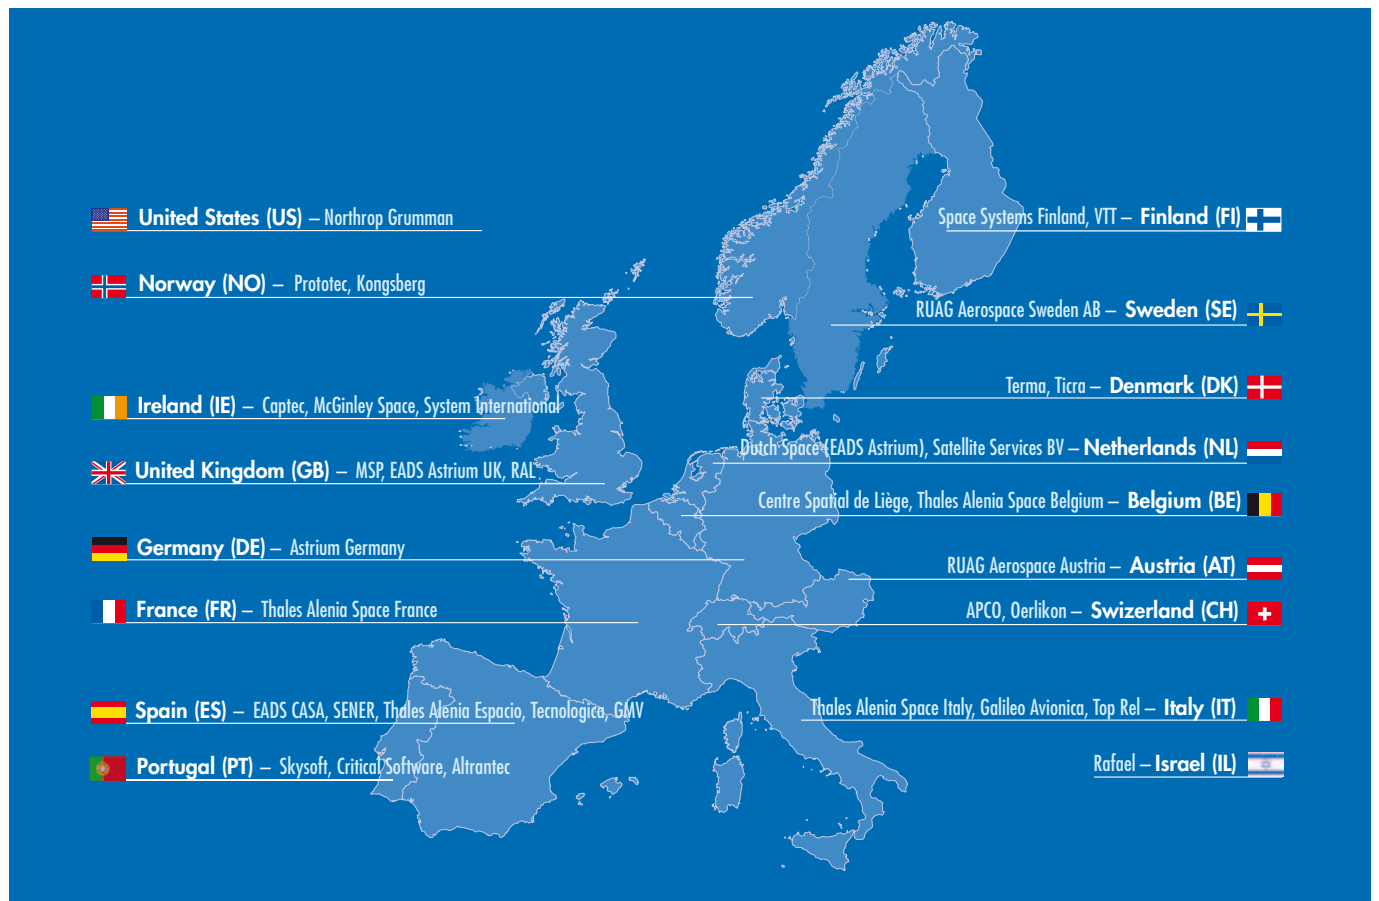 United States (US) – Northrop Grumman
Norway (NO) – Prototec, Kongsberg
Ireland (IE) – Captec, McGinley Space, System International
United Kingdom (GB) – MSP, EADS Astrium UK, RAL
Germany (DE) – Astrium Germany
France (FR) – Thales Alenia Space France
Spain (ES) – EADS CASA, SENER, Thales Alenia Espacio, Tecnologica, GMV
Portugal (PT) – Skysoft, Critical Software, Altrantec
Space Systems Finland, VTT – Finland (FI)
RUAG Aerospace Sweden AB – Sweden (SE)
Terma, Ticra – Denmark (DK)
Dutch Space (EADS Astrium), Satellite Services BV – Netherlands (NL)
Centre Spatial de Liège, Thales Alenia Space Belgium – Belgium (BE)
RUAG Aerospace Austria – Austria (AT)
APCO, Oerlikon – Swizerland (CH)
Thales Alenia Space Italy, Galileo Avionica, Top Rel – Italy (IT)
Rafael – Israel (IL)